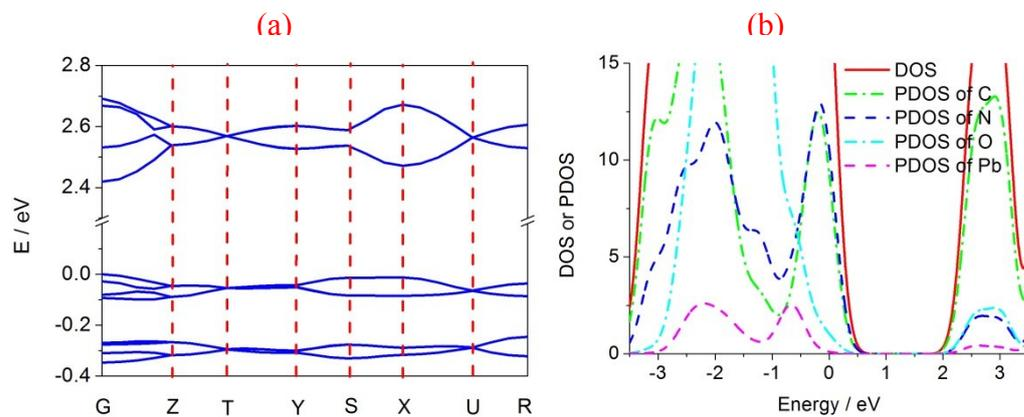 (a)
2.8
2.6
2.4
0.0
-0.2
-0.4
E / eV
G Z T Y S X U R
(b)
15
10
5
0
DOS or PDOS
DOS
PDOS of C
PDOS of N
PDOS of O
PDOS of Pb
-3 -2 -1 0 1 2 3
Energy / eV